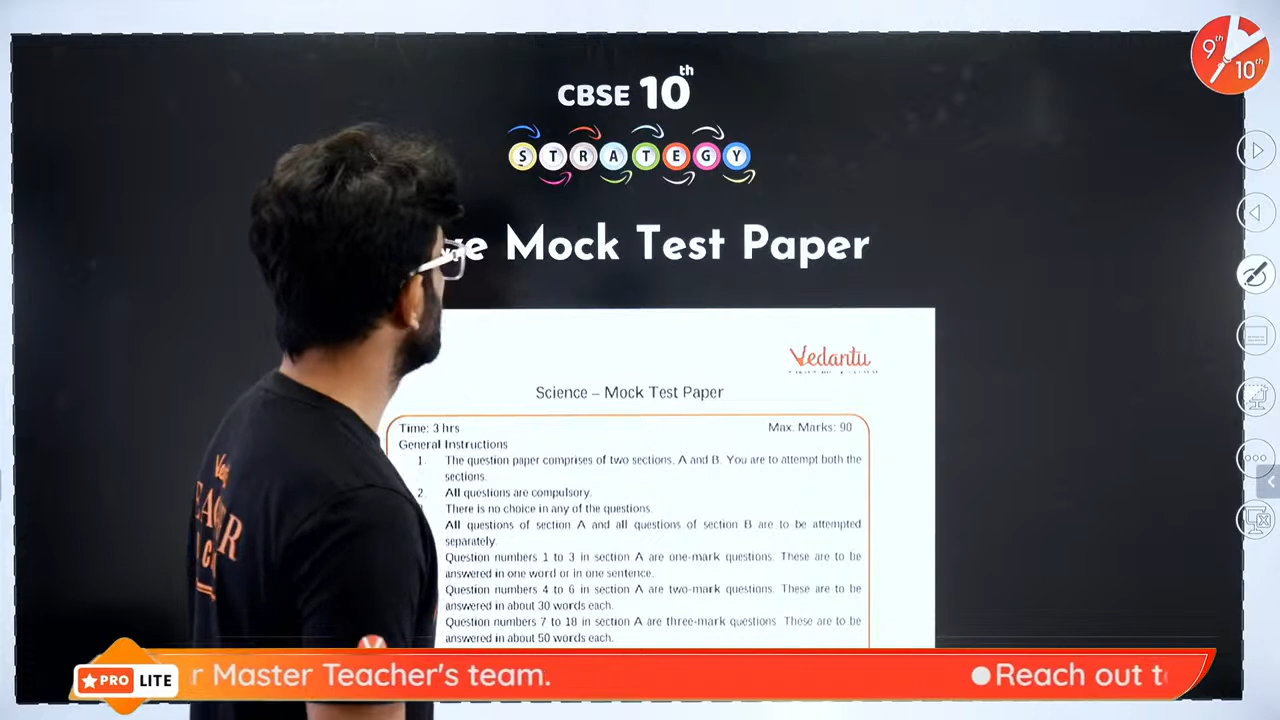 9th
10th
CBSE 10th
STRATEGY
Mock Test Paper
Vedantu
Science – Mock Test Paper
Time: 3 hrs Max. Marks: 90
General Instructions
1. The question paper comprises of two sections, A and B. You are to attempt both the
sections.
2. All questions are compulsory.
There is no choice in any of the questions.
All questions of section A and all questions of section B are to be attempted
separately.
Question numbers 1 to 3 in section A are one-mark questions. These are to be
answered in one word or in one sentence.
Question numbers 4 to 6 in section A are two-mark questions. These are to be
answered in about 30 words each.
Question numbers 7 to 18 in section A are three-mark questions. These are to be
answered in about 50 words each.
PRO LITE
r Master Teacher's team.
Reach out